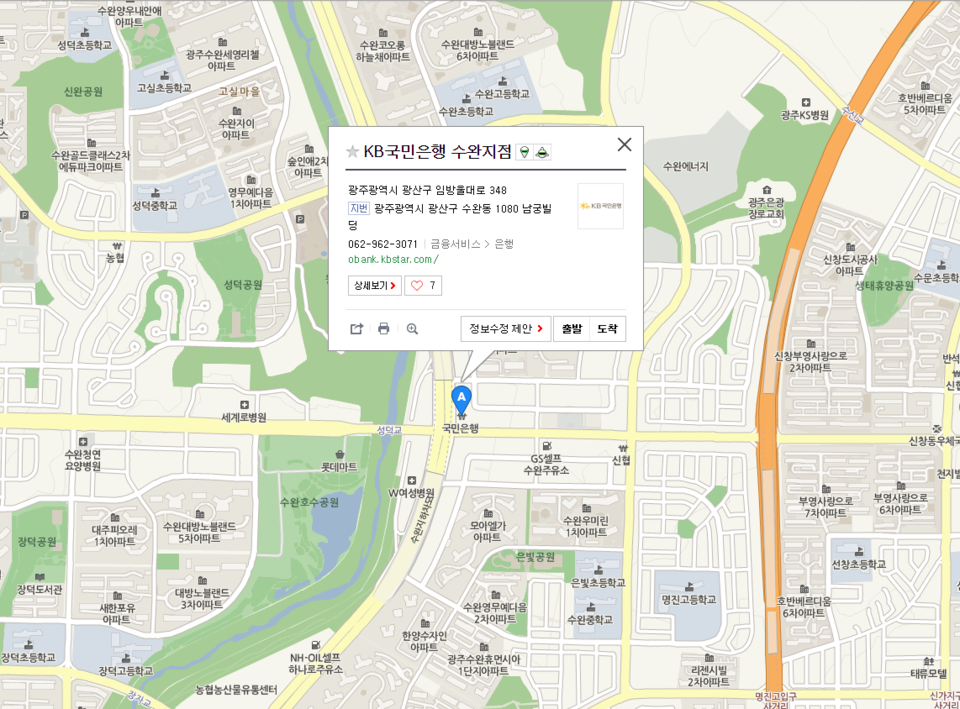 수완양우내안애
아파트
성덕초등학교
광주수완세영리첼
아파트
수완코오롱
하늘채아파트
수완대방노블랜드
6차아파트
신완공원
고실초등학교
고실마을
수완고등학교
수완초등학교
수완자이
아파트
광주KS병원
수완교
호반베르디움
5차아파트
수완골드클래스2차
에듀파크아파트
숲안애2차
아파트
수완에너지
성덕중학교
영무예다음
1차아파트
광주은광
장로교회
P
P
농협
KB국민은행 수완지점
광주광역시 광산구 임방울대로 348
지번 광주광역시 광산구 수완동 1080 남궁빌
딩
KB 국민은행
062-962-3071 금융서비스 > 은행
obank.kbstar.com/
상세보기
7
정보수정 제안
출발
도착
성덕공원
신창도시공사
아파트
생태휴양공원
수문초등학교
신창부영사랑으로
2차아파트
반석
신협
A
국민은행
세계로병원
성덕교
신창동우체국
수완청연
요양병원
롯데마트
GS셀프
수완주유소
신협
천지빌
W여성병원
수완호수공원
수완지하차도
부영사랑으로
7차아파트
부영사랑으로
6차아파트
대주피오레
1차아파트
수완대방노블랜드
5차아파트
모아엘가
아파트
수완우미린
1차아파트
장덕공원
은빛공원
선창초등학교
장덕도서관
대방노블랜드
3차아파트
은빛초등학교
새한포유
아파트
수완영무예다음
2차아파트
수완중학교
명진고등학교
호반베르디움
6차아파트
한양수자인
아파트
장덕초등학교
장덕고등학교
NH-OIL셀프
하나로주유소
광주수완휴먼시아
1단지아파트
리젠시빌
2차아파트
태류모텔
장자교
농협농산물유통센터
명진고입구
사거리
신가지구
사거리